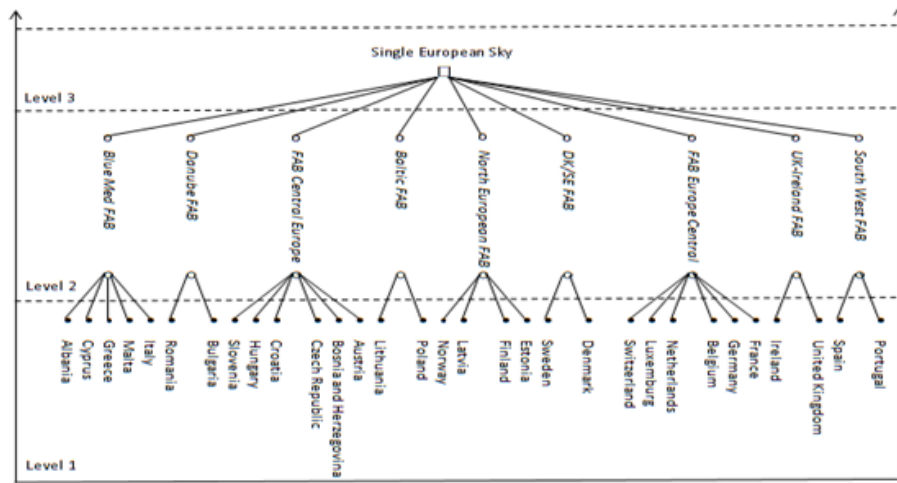 Single European Sky
Level 3
Blue Med FAB
Danube FAB
FAB Central Europe
Baltic FAB
North European FAB
DK/SE FAB
FAB Europe Central
UK-Ireland FAB
South West FAB
Level 2
Albania
Cyprus
Greece
Malta
Italy
Romania
Bulgaria
Slovenia
Hungary
Croatia
Czech Republic
Bosnia and Herzegovina
Austria
Lithuania
Poland
Norway
Latvia
Finland
Estonia
Sweden
Denmark
Switzerland
Luxemburg
Netherlands
Belgium
Germany
France
Ireland
United Kingdom
Spain
Portugal
Level 1